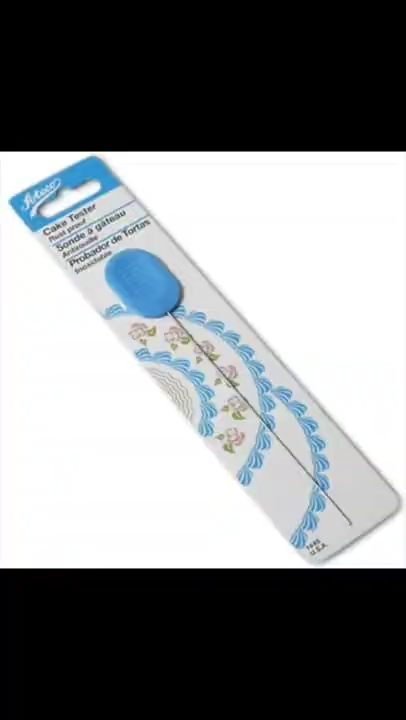 Ateco
Cake Tester
Rust proof
Sonde à gâteau
Antirouille
Probador de Tortas
Inoxidable
U.S.A.